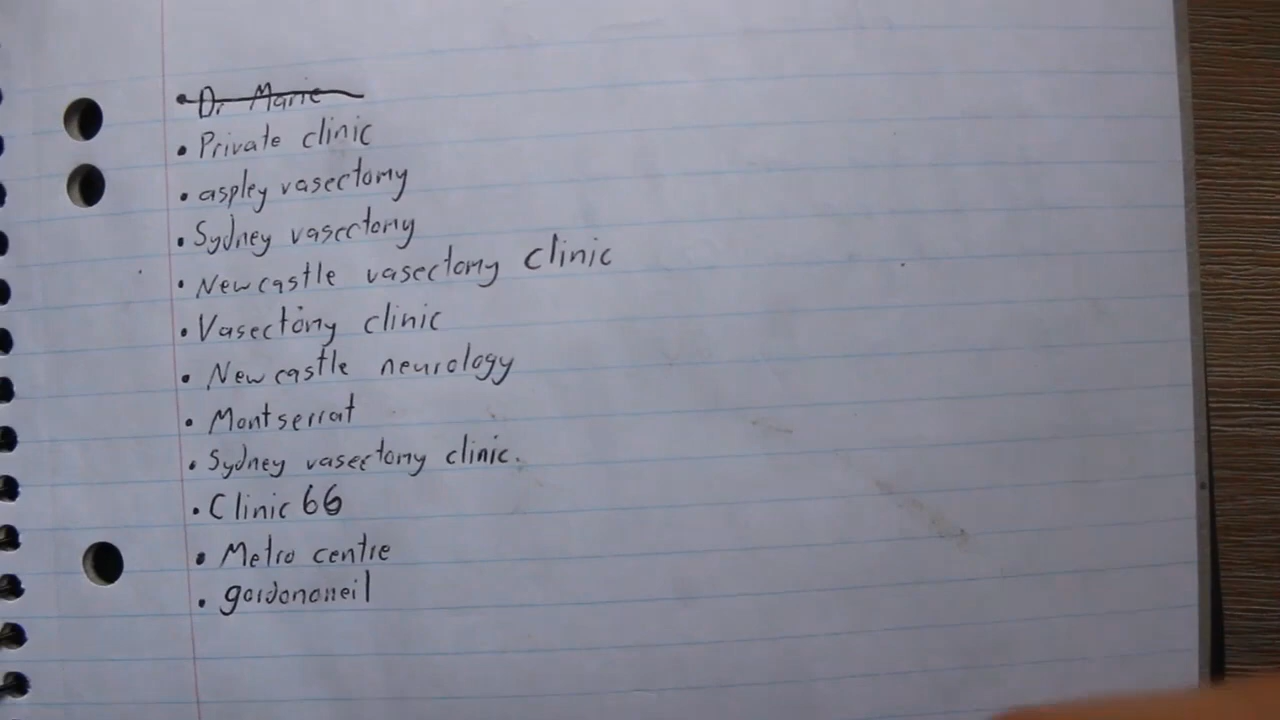 • Dr Marie
• Private clinic
• aspley vasectomy
• Sydney vasectomy
• Newcastle vasectomy clinic
• Vasectomy clinic
• Newcastle neurology
• Montserrat
• Sydney vasectomy clinic.
• Clinic 66
• Metro centre
• gordononeil